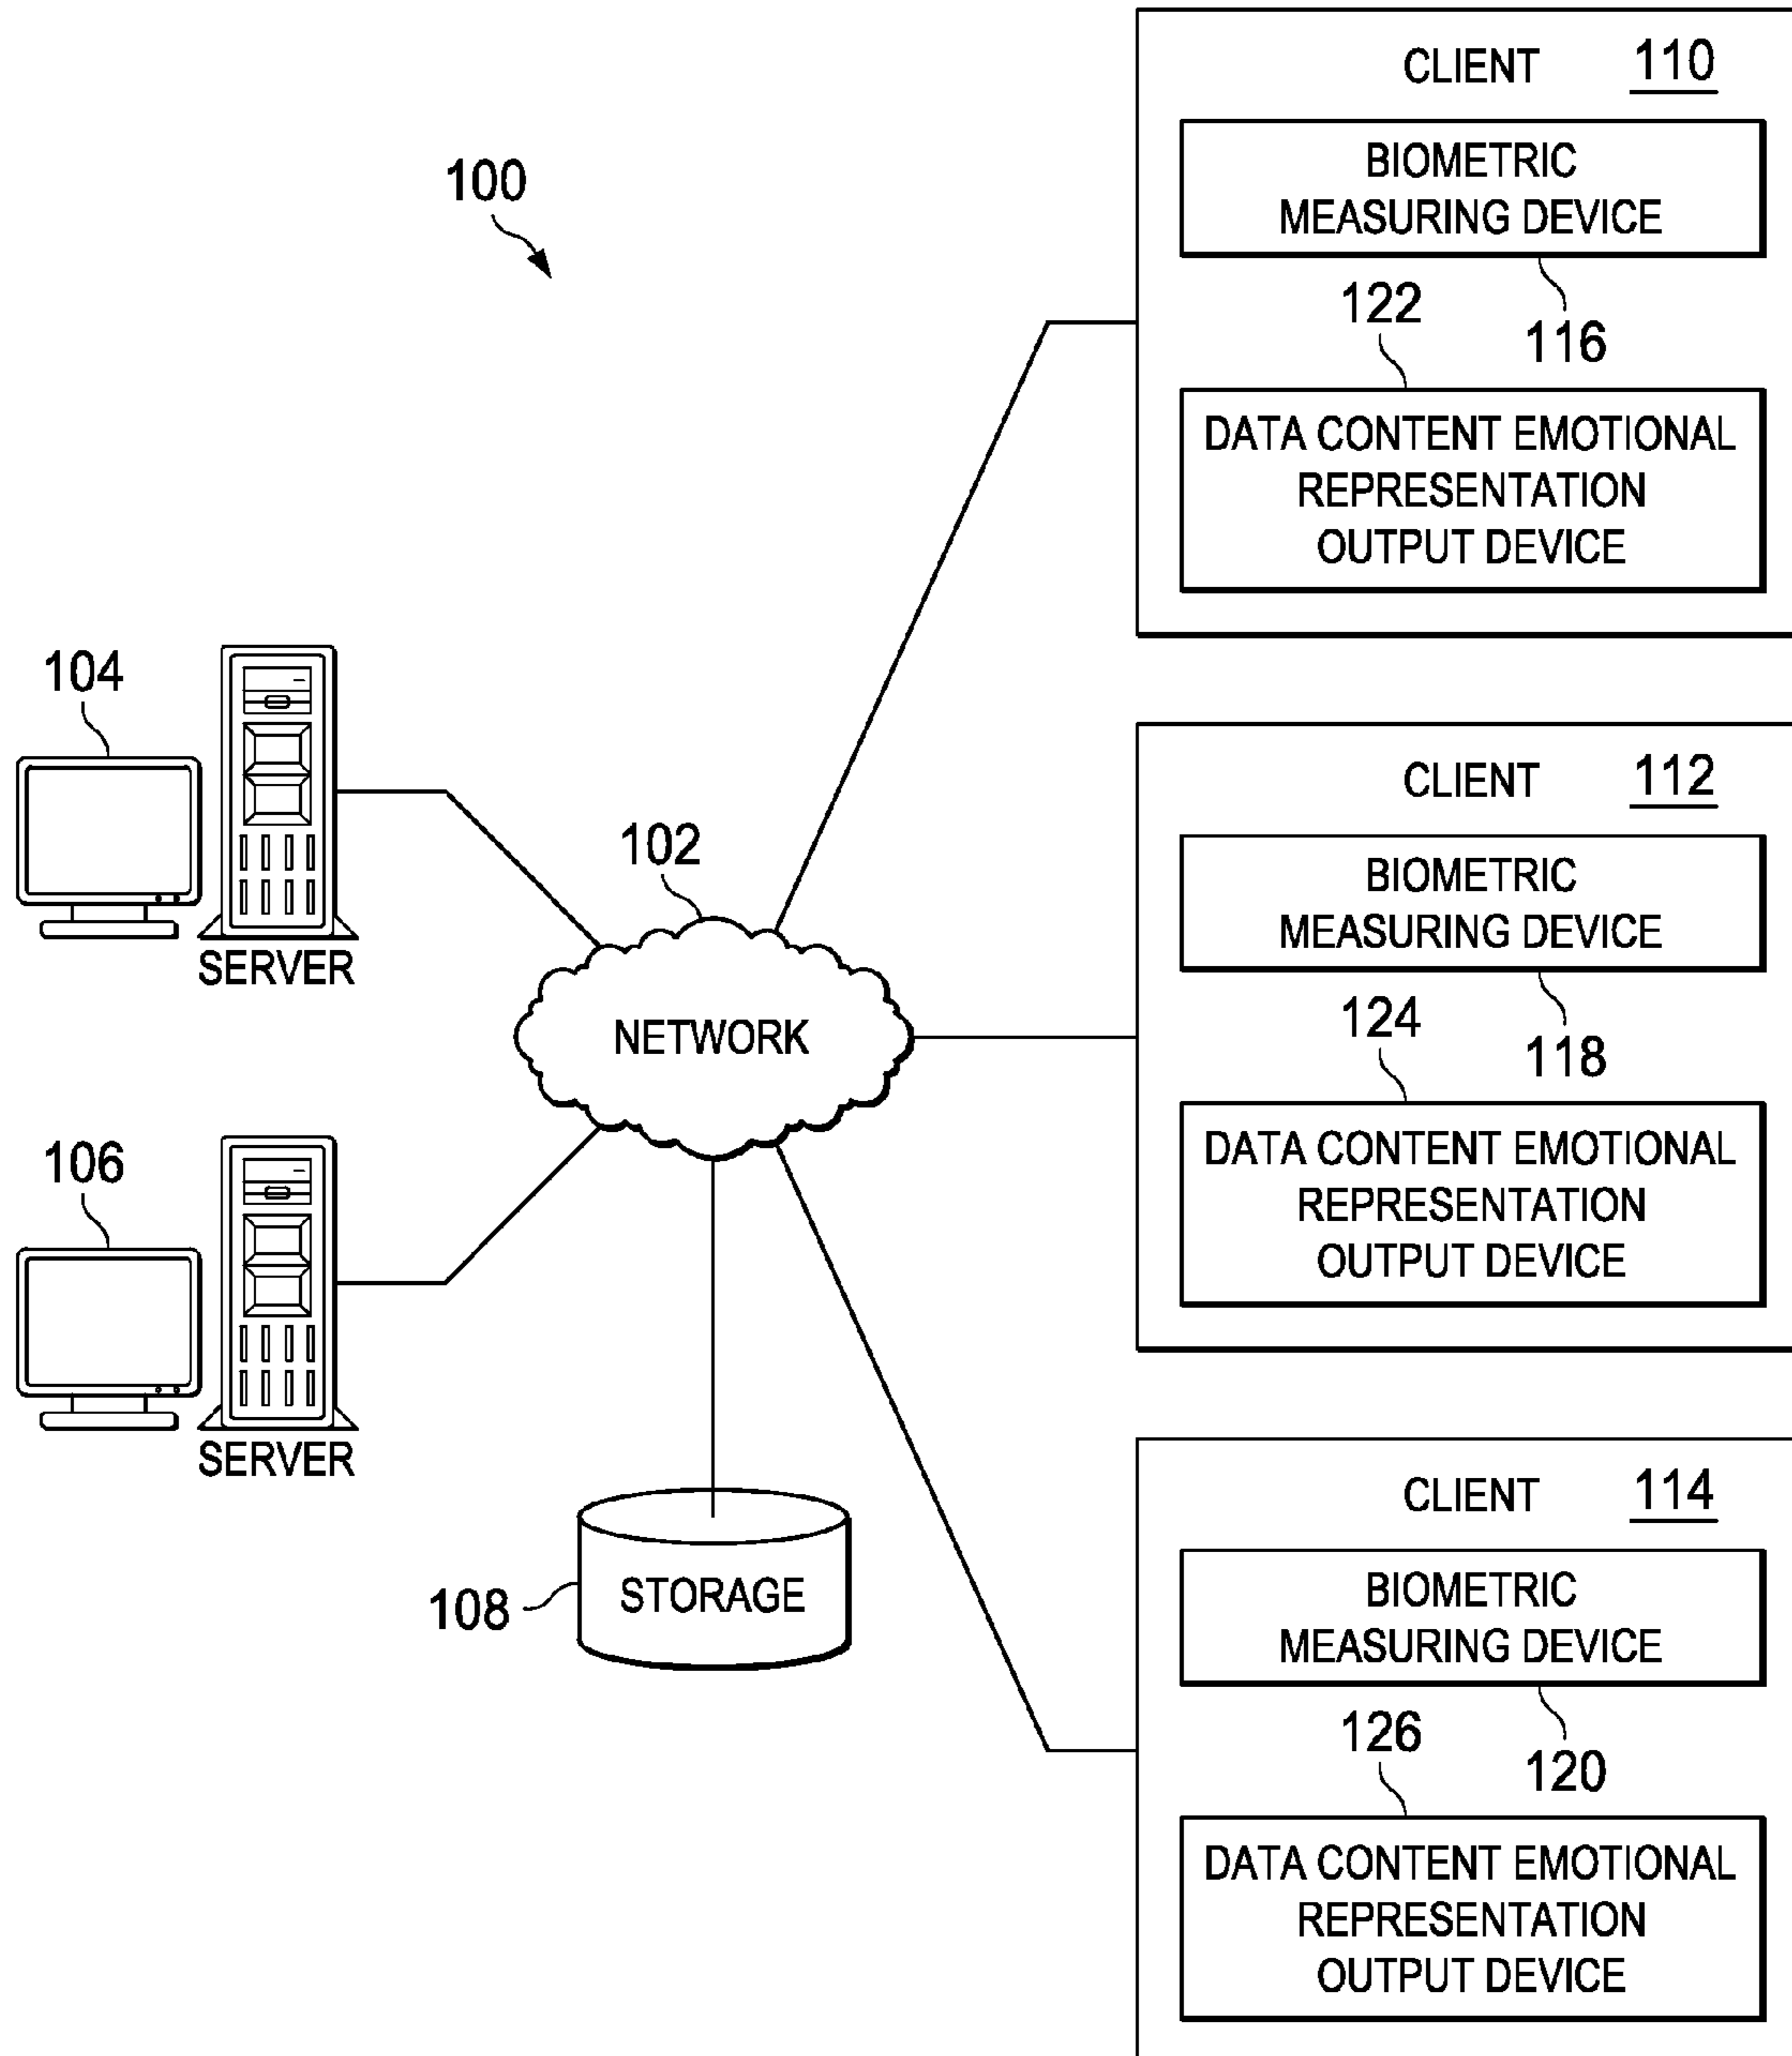 100
104
SERVER
106
SERVER
102
NETWORK
108
STORAGE
CLIENT 110
BIOMETRIC
MEASURING DEVICE
116
122
DATA CONTENT EMOTIONAL
REPRESENTATION
OUTPUT DEVICE
CLIENT 112
BIOMETRIC
MEASURING DEVICE
118
124
DATA CONTENT EMOTIONAL
REPRESENTATION
OUTPUT DEVICE
CLIENT 114
BIOMETRIC
MEASURING DEVICE
120
126
DATA CONTENT EMOTIONAL
REPRESENTATION
OUTPUT DEVICE